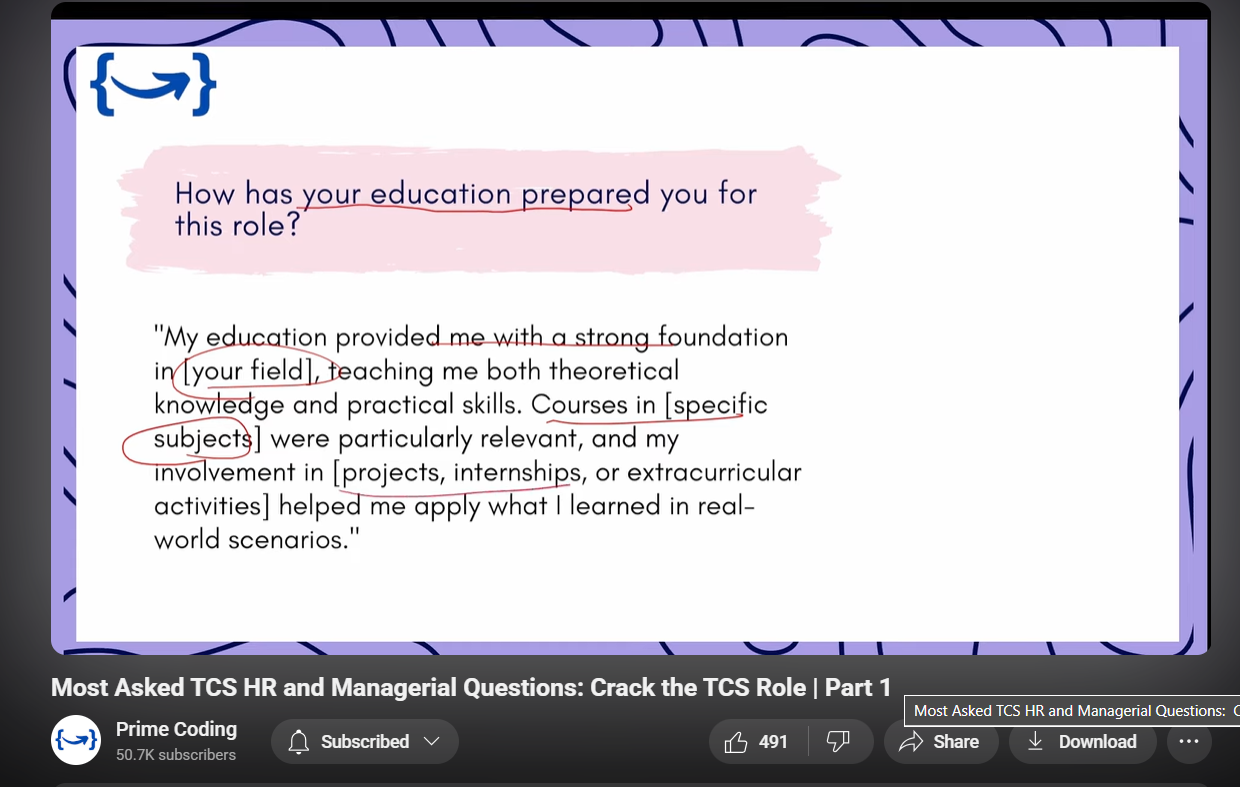 How has your education prepared you for
this role?
"My education provided me with a strong foundation
in [your field], teaching me both theoretical
knowledge and practical skills. Courses in [specific
subjects] were particularly relevant, and my
involvement in [projects, internships, or extracurricular
activities] helped me apply what I learned in real-
world scenarios."
Most Asked TCS HR and Managerial Questions: Crack the TCS Role | Part 1
Most Asked TCS HR and Managerial Questions:
Prime Coding
50.7K subscribers
Subscribed
491
Share
Download